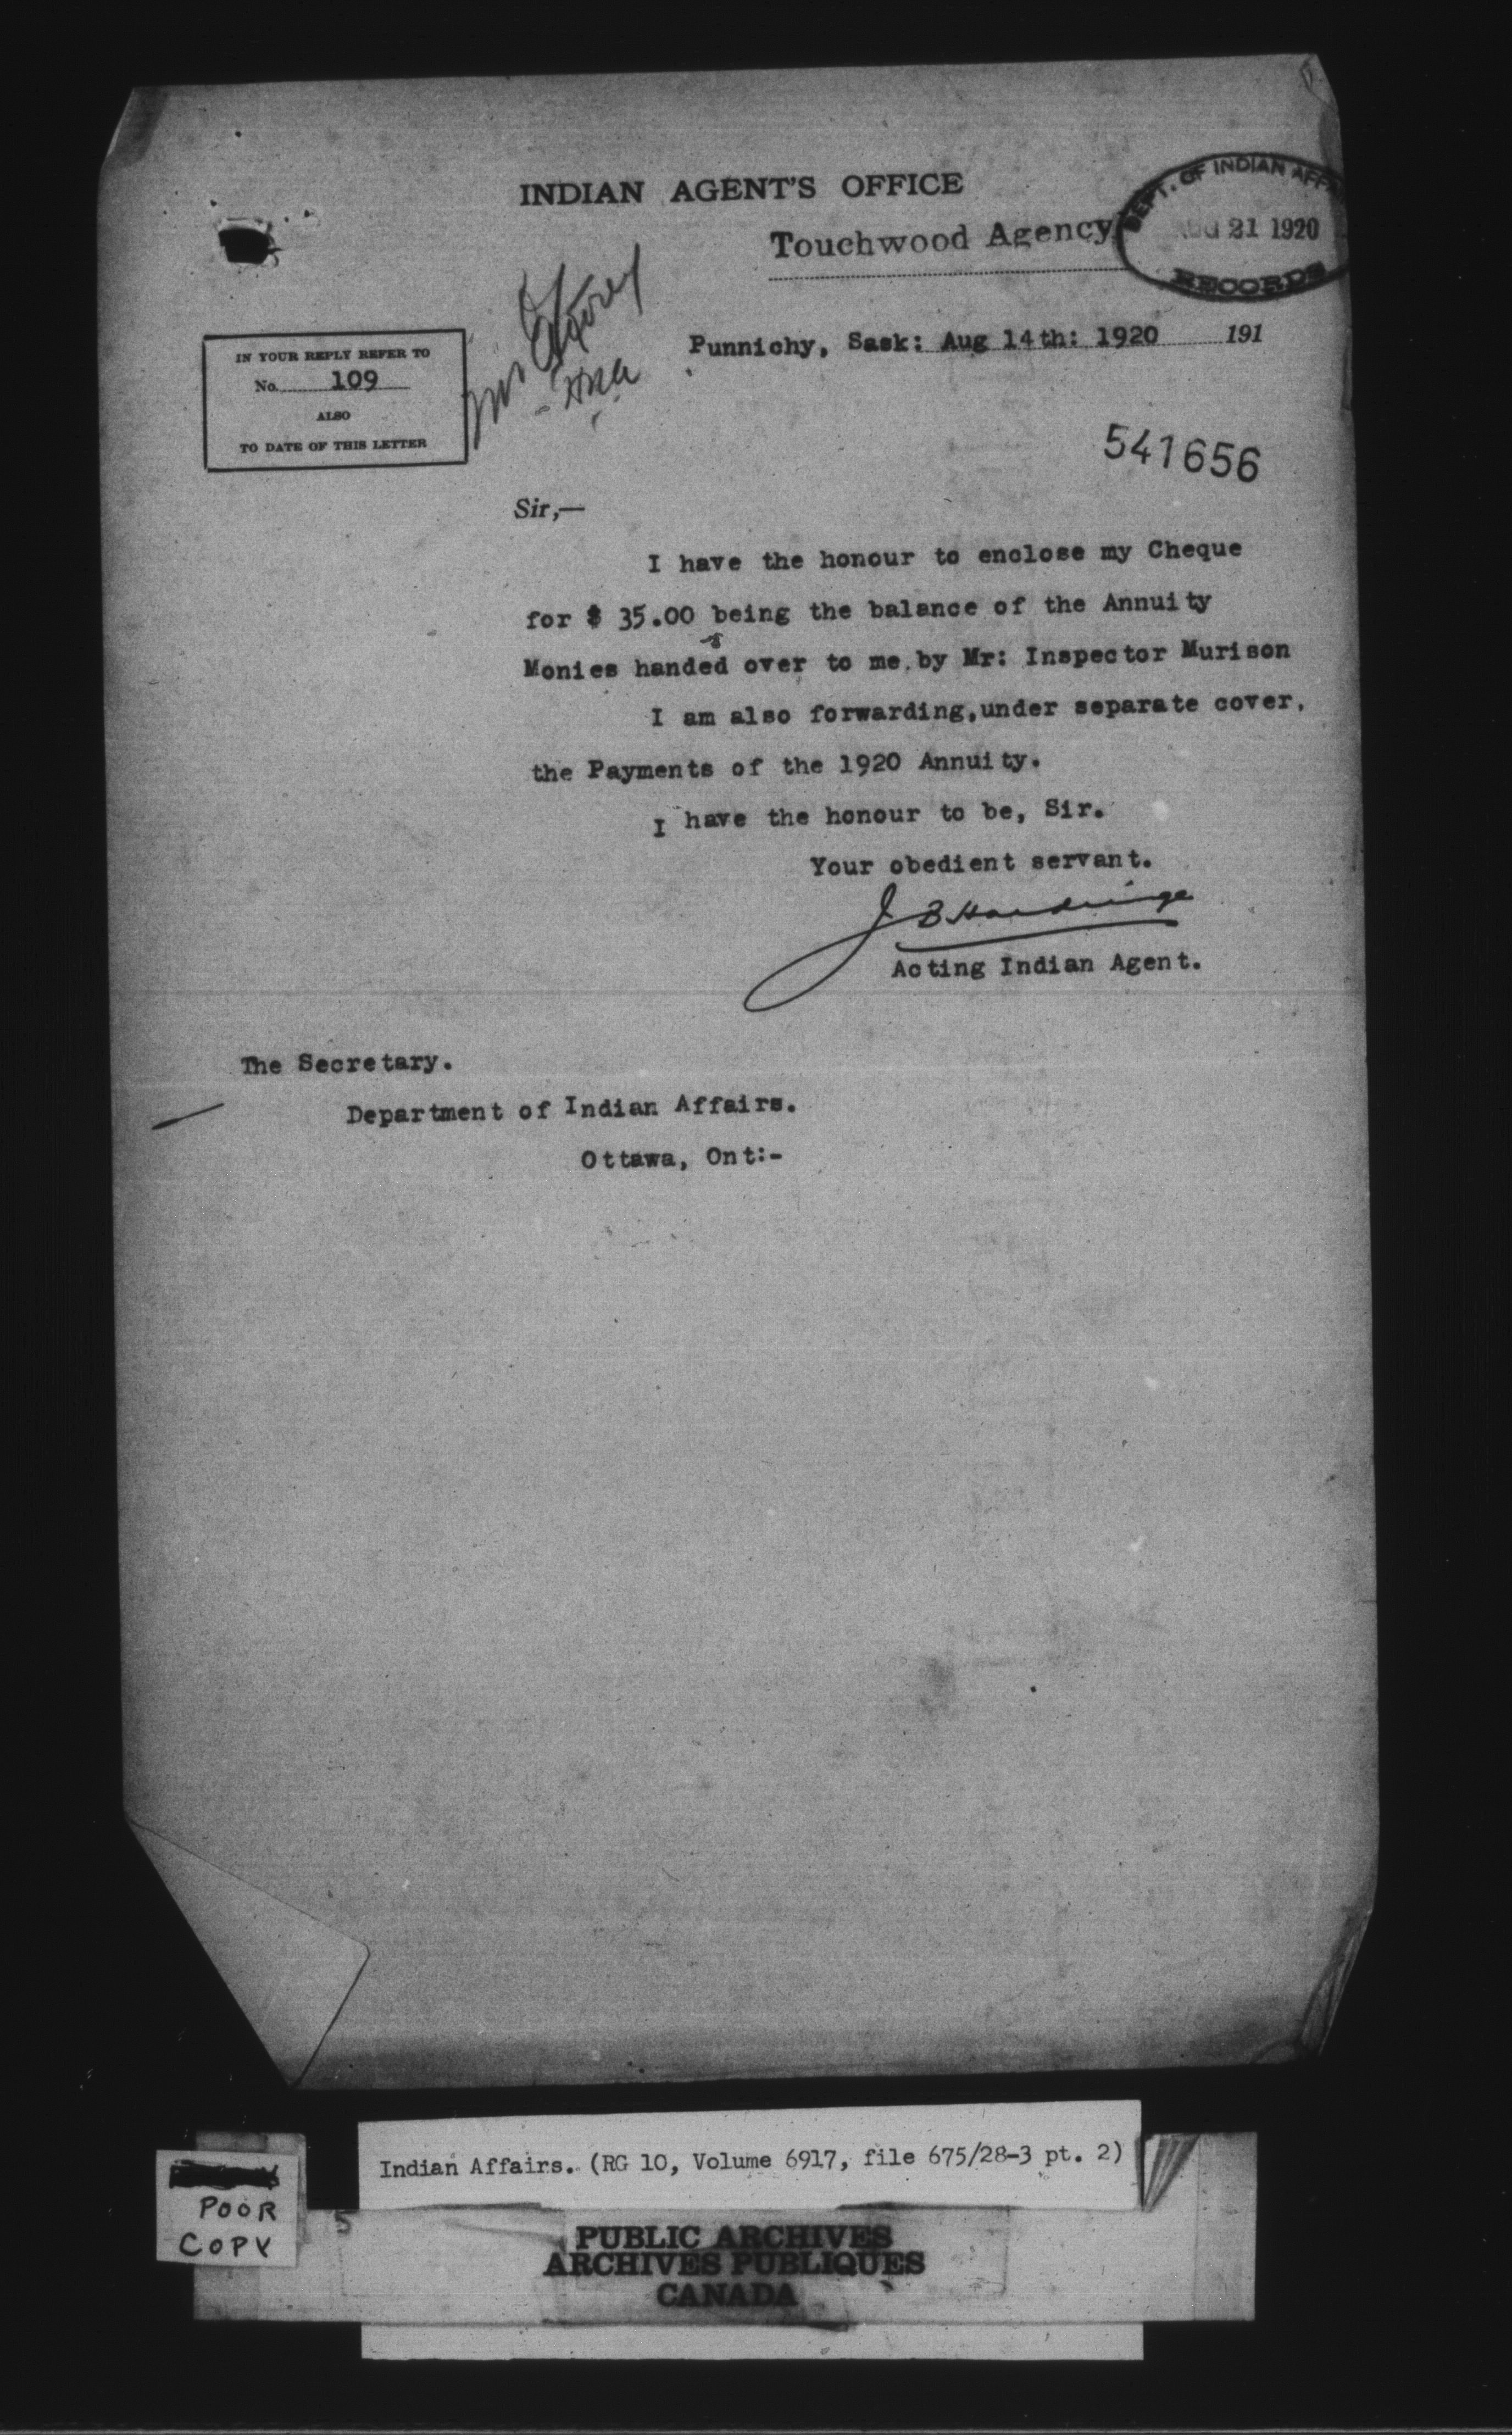 INDIAN AGENT'S OFFICE
Touchwood Agency
DEPT. OF INDIAN AFFA
AUG 21 1920
RECORDS
Punnichy, Sask: Aug 14th: 1920 191
IN YOUR REPLY REFER TO
No. 109
ALSO
TO DATE OF THIS LETTER
541656
Sir,—
I have the honour to enclose my Cheque
for $ 35.00 being the balance of the Annuity
Monies handed over to me by Mr: Inspector Murison
I am also forwarding, under separate cover,
the Payments of the 1920 Annuity.
I have the honour to be, Sir.
Your obedient servant.
J B Hardinge
Acting Indian Agent.
The Secretary.
Department of Indian Affairs.
Ottawa, Ont:-
Indian Affairs. (RG 10, Volume 6917, file 675/28-3 pt. 2)
POOR
COPY
5
PUBLIC ARCHIVES
ARCHIVES PUBLIQUES
CANADA